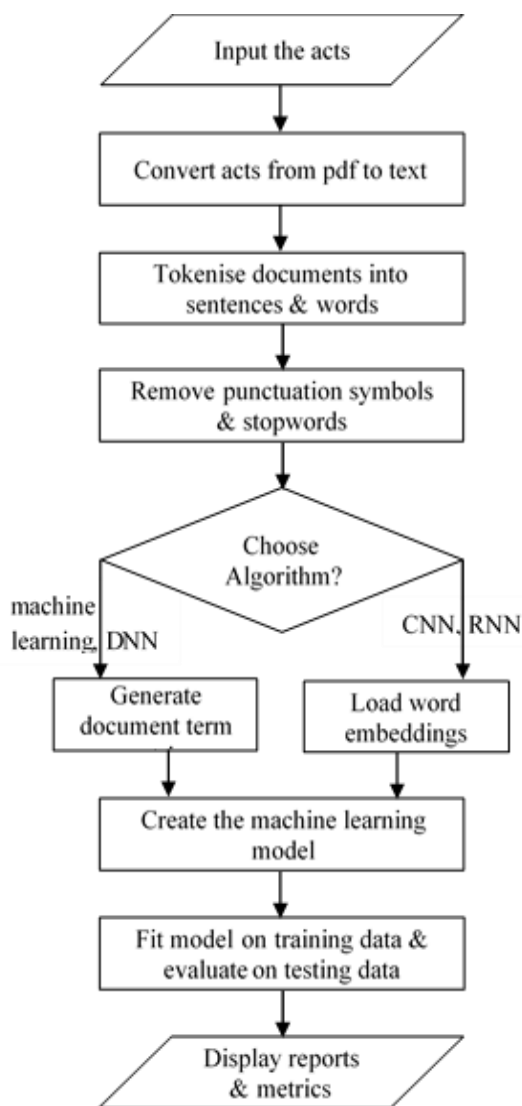 Input the acts
Convert acts from pdf to text
Tokenise documents into
sentences & words
Remove punctuation symbols
& stopwords
Choose
Algorithm?
machine
learning, DNN
CNN, RNN
Generate
document term
Load word
embeddings
Create the machine learning
model
Fit model on training data &
evaluate on testing data
Display reports
& metrics